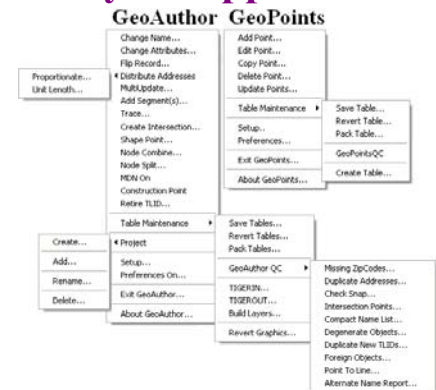 GeoAuthor GeoPoints
Change Name...
Change Attributes...
Flip Record...
Distribute Addresses
MultiUpdate...
Add Segment(s)...
Trace...
Create Intersection...
Shape Point...
Node Combine...
Node Split...
MDN On
Construction Point
Retire TLID...
Table Maintenance
Project
Setup...
Preferences On...
Exit GeoAuthor...
About GeoAuthor...
Proportionate...
Unit Length...
Create...
Add...
Rename...
Delete...
Save Tables...
Revert Tables...
Pack Tables...
GeoAuthor QC
TIGERIN...
TIGEROUT...
Build Layers...
Revert Graphics...
Missing ZipCodes...
Duplicate Addresses...
Check Snap...
Intersection Points...
Compact Name List...
Degenerate Objects...
Duplicate New TLIDs...
Foreign Objects...
Point To Line...
Alternate Name Report...
Add Point...
Edit Point...
Copy Point...
Delete Point...
Update Points...
Table Maintenance
Setup..
Preferences...
Exit GeoPoints...
About GeoPoints...
Save Table...
Revert Table...
Pack Table...
GeoPointsQC
Create Table...